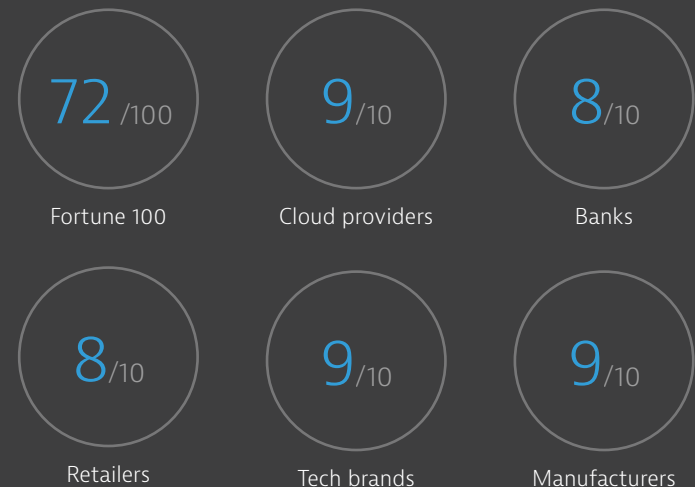 72 /100
9/10
8/10
Fortune 100
Cloud providers
Banks
8/10
9/10
9/10
Retailers
Tech brands
Manufacturers